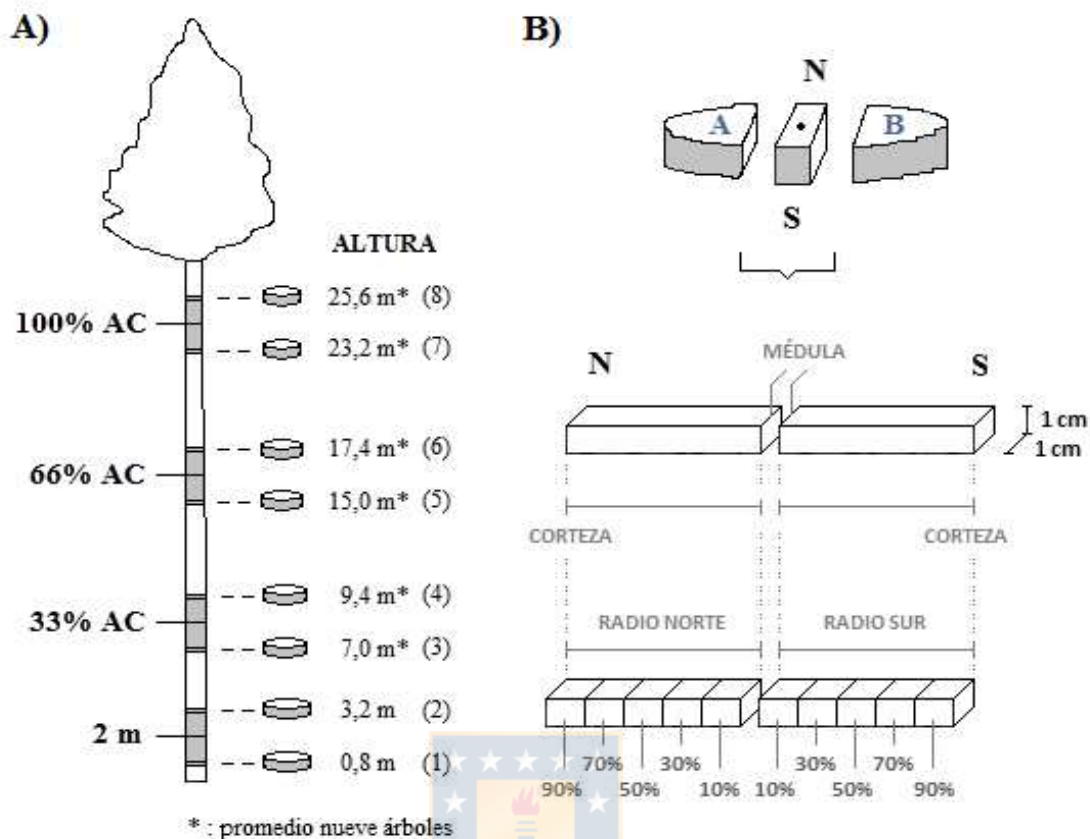 A)
ALTURA
25,6 m* (8)
100% AC
23,2 m* (7)
17,4 m* (6)
66% AC
15,0 m* (5)
9,4 m* (4)
33% AC
7,0 m* (3)
3,2 m (2)
2 m
0,8 m (1)
* : promedio nueve árboles
B)
N
A B
S
MÉDULA
N S
1 cm
1 cm
CORTEZA CORTEZA
RADIO NORTE RADIO SUR
70% 30% 30% 70%
90% 50% 10% 10% 50% 90%